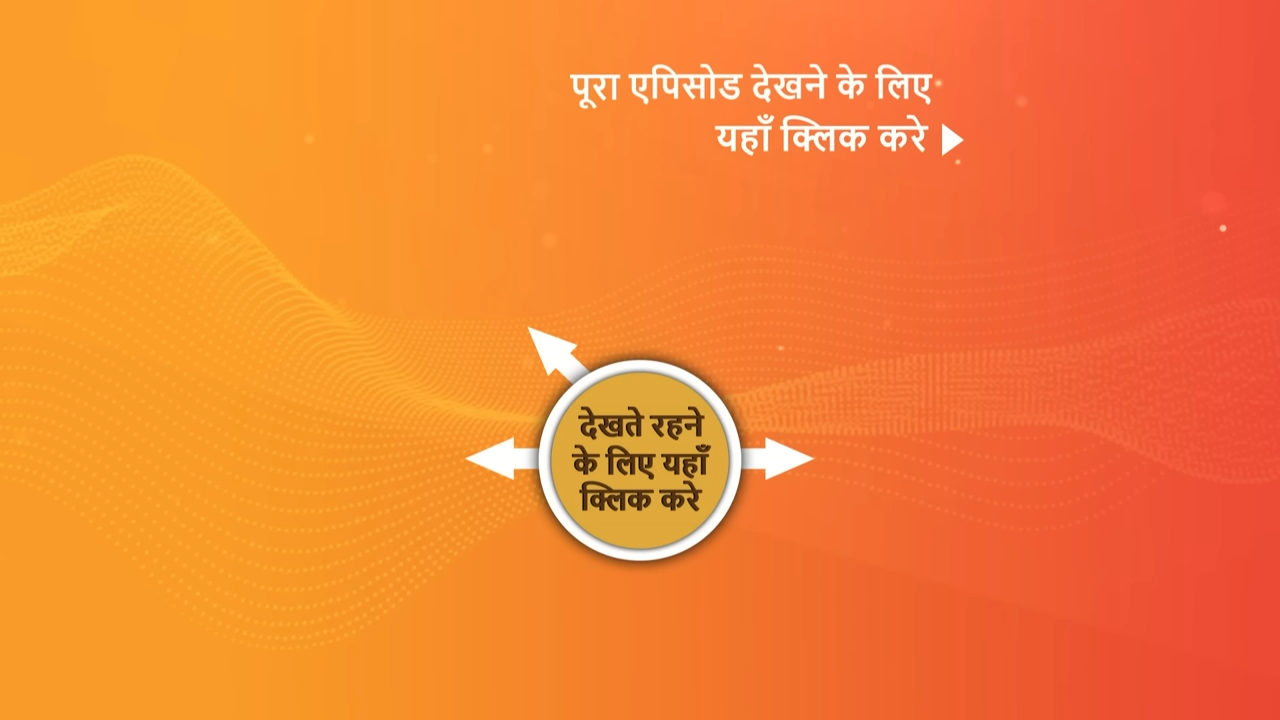 पूरा एपिसोड देखने के लिए
यहाँ क्लिक करे
देखते रहने
के लिए यहाँ
क्लिक करे